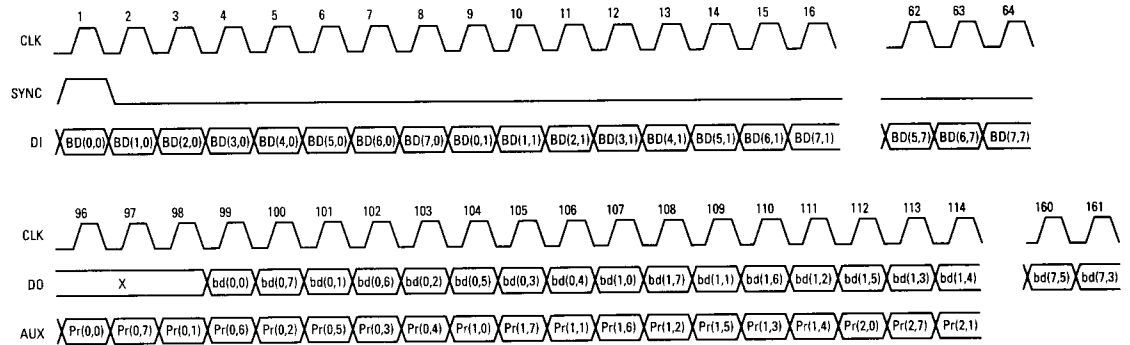 1 2 3 4 5 6 7 8 9 10 11 12 13 14 15 16 62 63 64
CLK
SYNC
DI BD(0,0) BD(1,0) BD(2,0) BD(3,0) BD(4,0) BD(5,0) BD(6,0) BD(7,0) BD(0,1) BD(1,1) BD(2,1) BD(3,1) BD(4,1) BD(5,1) BD(6,1) BD(7,1) BD(5,7) BD(6,7) BD(7,7)
96 97 98 99 100 101 102 103 104 105 106 107 108 109 110 111 112 113 114 160 161
CLK
DO X bd(0,0) bd(0,7) bd(0,1) bd(0,6) bd(0,2) bd(0,5) bd(0,3) bd(0,4) bd(1,0) bd(1,7) bd(1,1) bd(1,6) bd(1,2) bd(1,5) bd(1,3) bd(1,4) bd(7,5) bd(7,3)
AUX Pr(0,0) Pr(0,7) Pr(0,1) Pr(0,6) Pr(0,2) Pr(0,5) Pr(0,3) Pr(0,4) Pr(1,0) Pr(1,7) Pr(1,1) Pr(1,6) Pr(1,2) Pr(1,5) Pr(1,3) Pr(1,4) Pr(2,0) Pr(2,7) Pr(2,1)